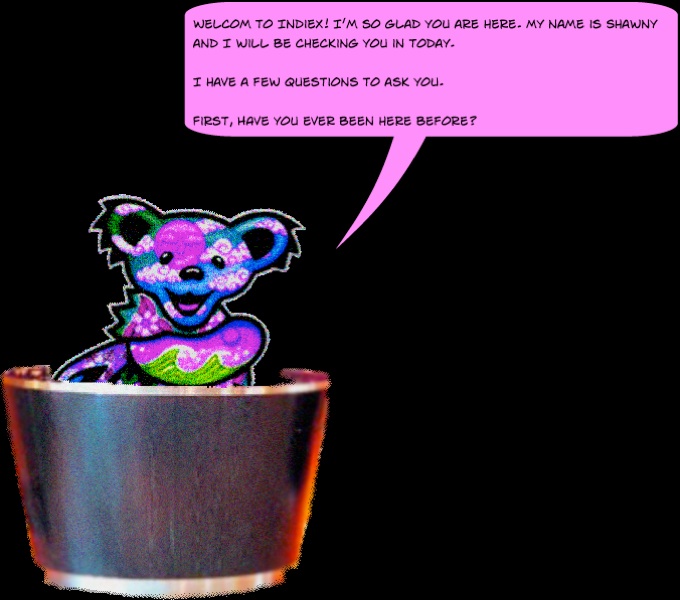 WELCOM TO INDIEX! I'M SO GLAD YOU ARE HERE. MY NAME IS SHAWNY
AND I WILL BE CHECKING YOU IN TODAY.
I HAVE A FEW QUESTIONS TO ASK YOU.
FIRST, HAVE YOU EVER BEEN HERE BEFORE?